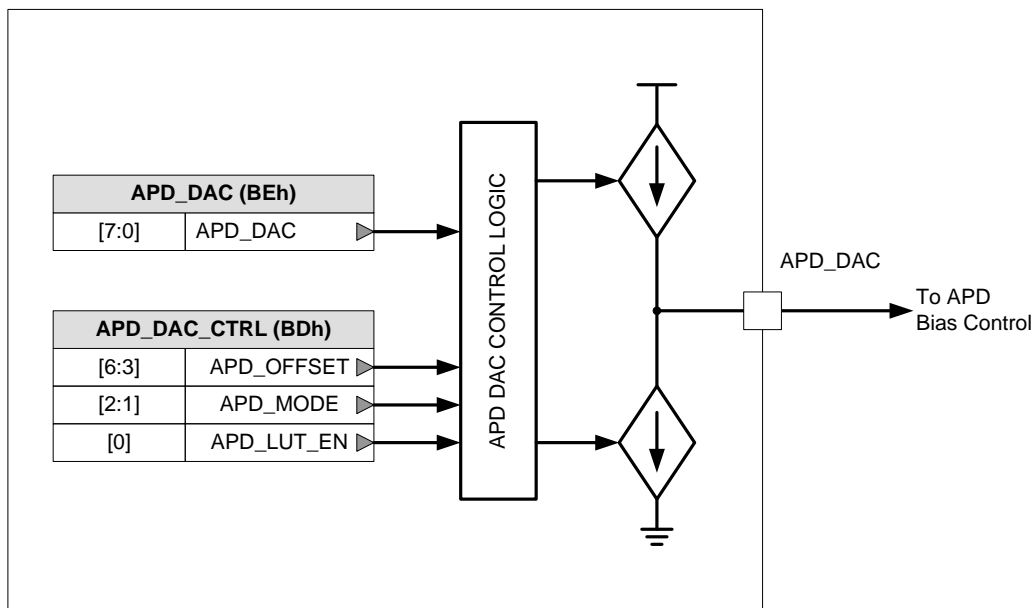 APD_DAC (BEh)
[7:0] APD_DAC
APD_DAC_CTRL (BDh)
[6:3] APD_OFFSET
[2:1] APD_MODE
[0] APD_LUT_EN
APD DAC CONTROL LOGIC
APD_DAC
To APD
Bias Control